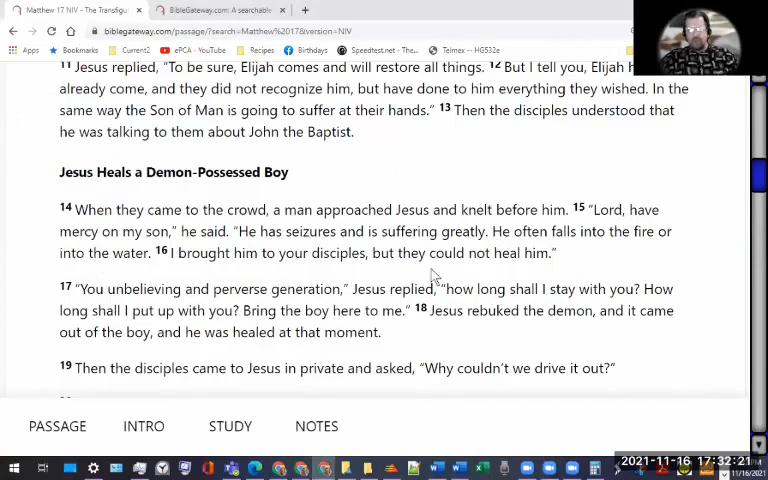 Matthew 17 NIV - The Transfigu
BibleGateway.com: A Searchable
biblegateway.com/passage/?search=Matthew%2017&version=NIV
Apps Bookmarks Current2 ePCA - YouTube Recipes Birthdays Speedtest.net - The... Telmex -- HG532e
11 Jesus replied, “To be sure, Elijah comes and will restore all things. 12 But I tell you, Elijah
already come, and they did not recognize him, but have done to him everything they wished. In the
same way the Son of Man is going to suffer at their hands.” 13 Then the disciples understood that
he was talking to them about John the Baptist.
Jesus Heals a Demon-Possessed Boy
14 When they came to the crowd, a man approached Jesus and knelt before him. 15 “Lord, have
mercy on my son,” he said. “He has seizures and is suffering greatly. He often falls into the fire or
into the water. 16 I brought him to your disciples, but they could not heal him.”
17 “You unbelieving and perverse generation,” Jesus replied, “how long shall I stay with you? How
long shall I put up with you? Bring the boy here to me.” 18 Jesus rebuked the demon, and it came
out of the boy, and he was healed at that moment.
19 Then the disciples came to Jesus in private and asked, “Why couldn’t we drive it out?”
PASSAGE INTRO STUDY NOTES
2021-11-16 17:32:21
11/16/2021